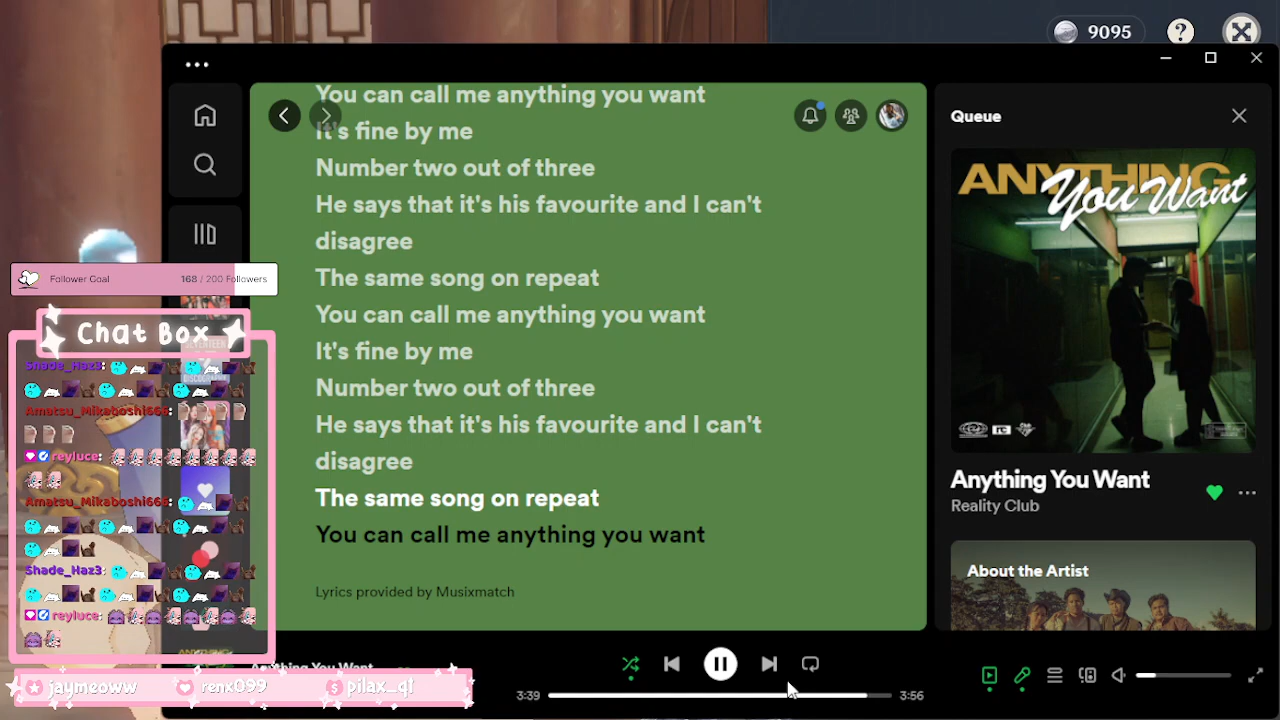 9095
?
You can call me anything you want
It's fine by me
Number two out of three
He says that it's his favourite and I can't
disagree
The same song on repeat
You can call me anything you want
It's fine by me
Number two out of three
He says that it's his favourite and I can't
disagree
The same song on repeat
You can call me anything you want
Lyrics provided by Musixmatch
Queue
ANYTHING
You Want
Anything You Want
Reality Club
About the Artist
Follower Goal
168 / 200 Followers
Chat Box
Shade_Haz3:
Amatsu_Mikaboshi666:
reyluce:
Amatsu_Mikaboshi666:
Shade_Haz3:
reyluce:
Anything You Want
3:39
3:56
jaymeoww
renx099
pilax_qt